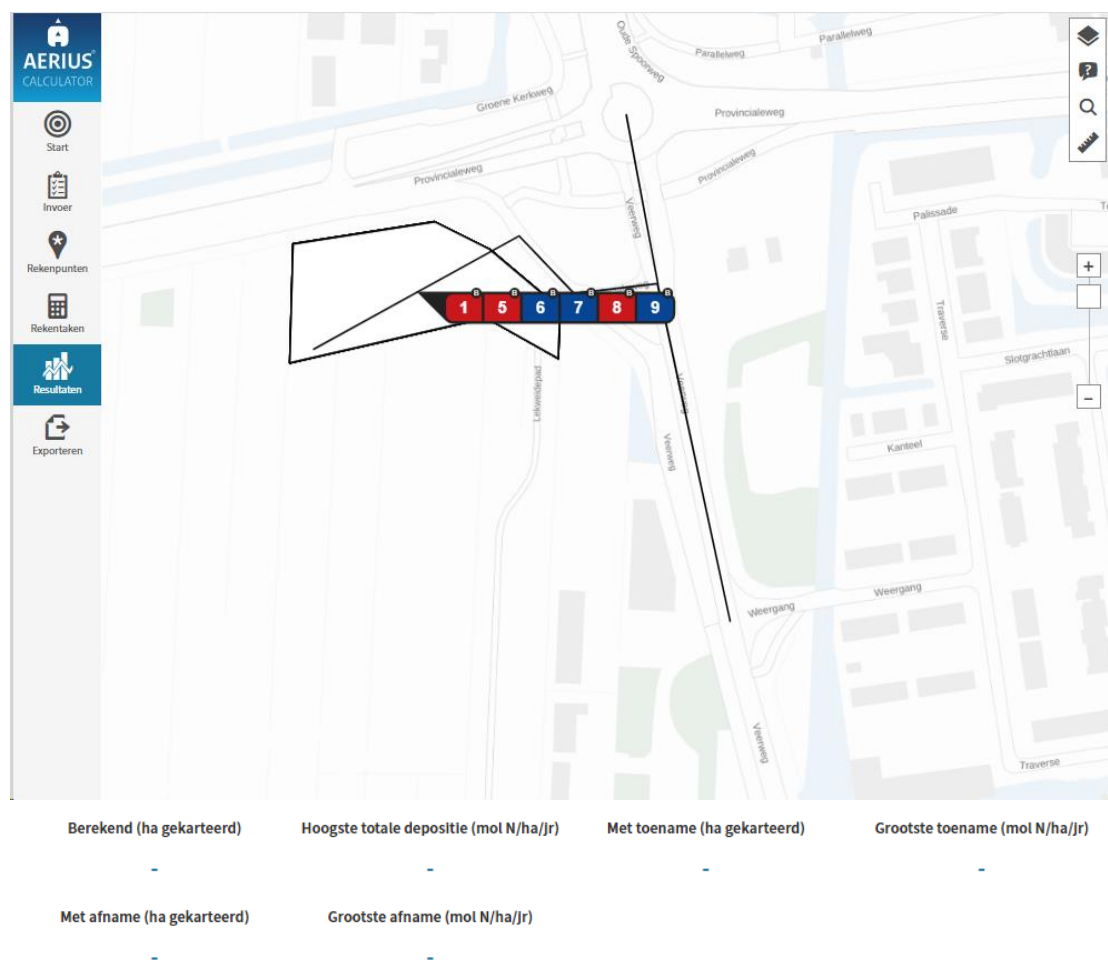 AERIUS
CALCULATOR
Start
Invoer
Rekenpunten
Rekentaken
Resultaten
Exporteren
Oude Spoorweg
Parallelweg
Parallelweg
Groene Kerkweg
Provincialeweg
Provincialeweg
Provincialeweg
Veerweg
Palissade
1 5 6 7 8 9
B B B B B B
Traverse
Slotgrachtlaan
Lekweidepad
Veerweg
Veerweg
Kanteel
Weergang
Weergang
Veerweg
Traverse
+
–
Berekend (ha gekarteerd) Hoogste totale depositie (mol N/ha/jr) Met toename (ha gekarteerd) Grootste toename (mol N/ha/jr)
- - - -
Met afname (ha gekarteerd) Grootste afname (mol N/ha/jr)
- -